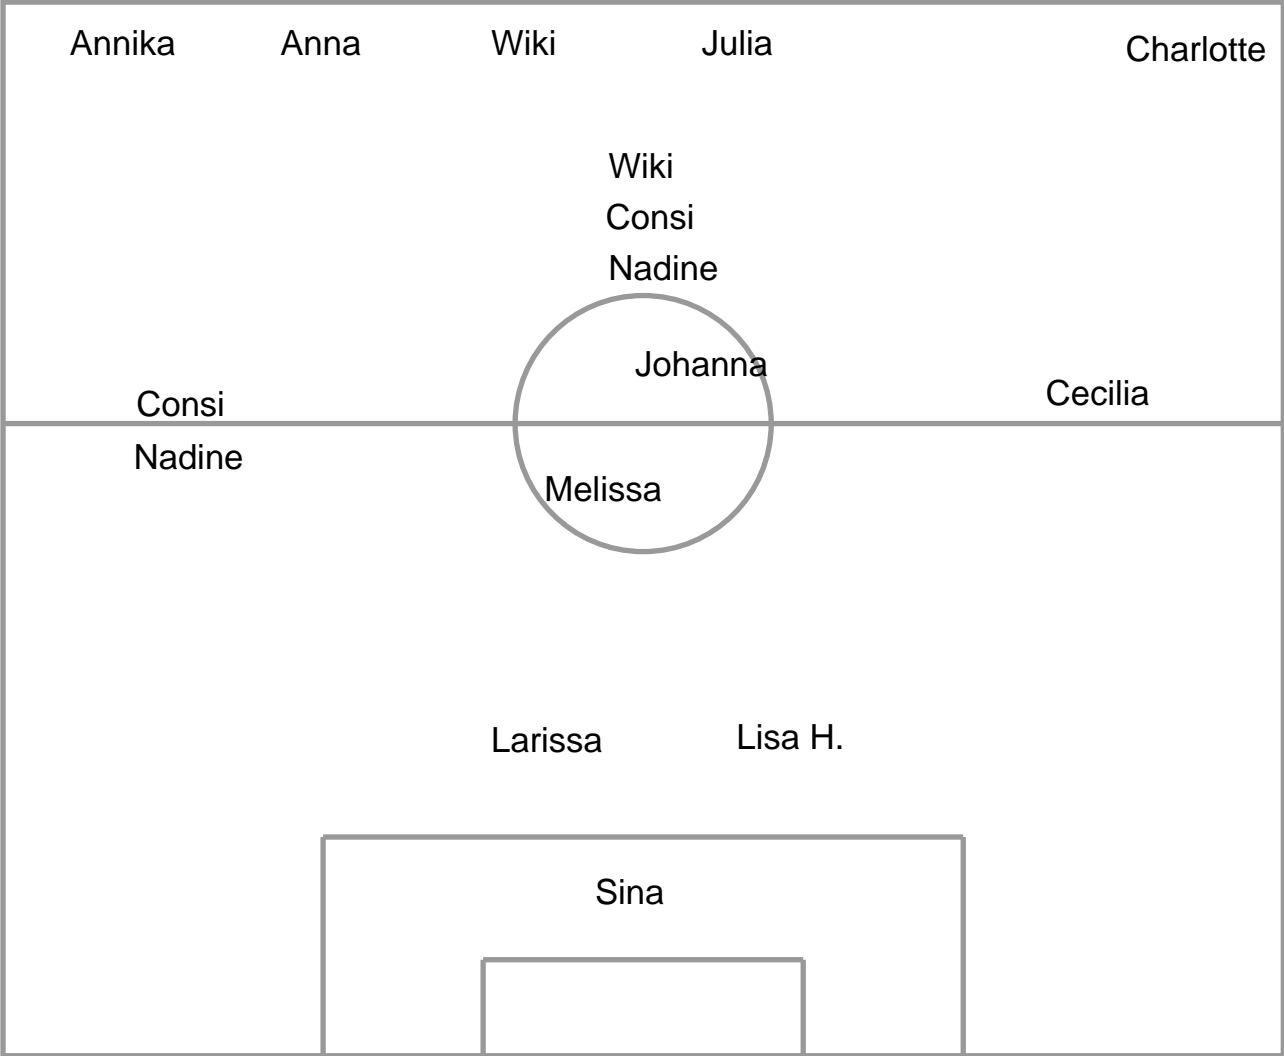 Annika Anna Wiki Julia Charlotte
Wiki
Consi
Nadine
Johanna
Cecilia
Consi
Nadine
Melissa
Larissa Lisa H.
Sina